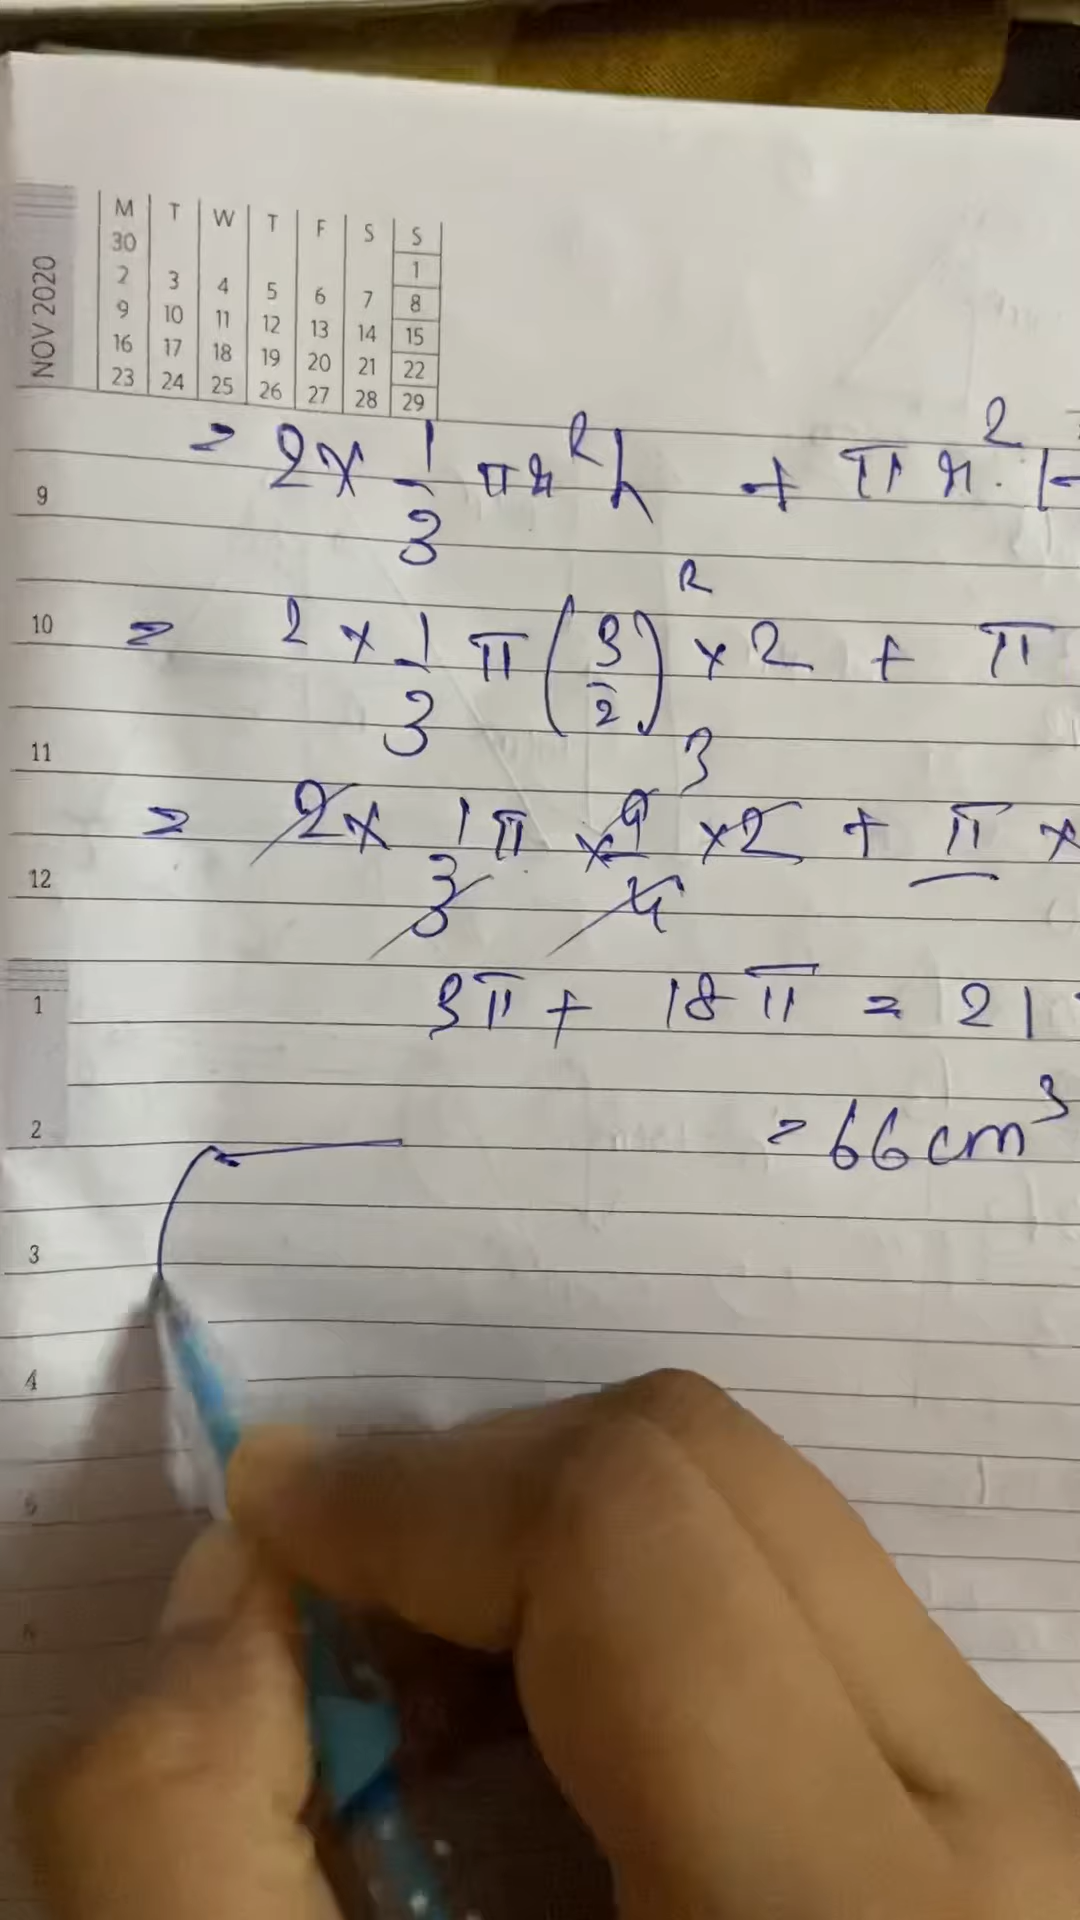 NOV 2020
M T W T F S S
30 1
2 3 4 5 6 7 8
9 10 11 12 13 14 15
16 17 18 19 20 21 22
23 24 25 26 27 28 29
= 2 × 1/3 πr²h + πr²
9
10 = 2 × 1/3 π (3/2)² × 2 + π
11
= 2 × 1/3 π × 9/4 × 2 + π ×
3
12
1 3π + 18π = 21
2 = 66 cm³
3
4
5
6